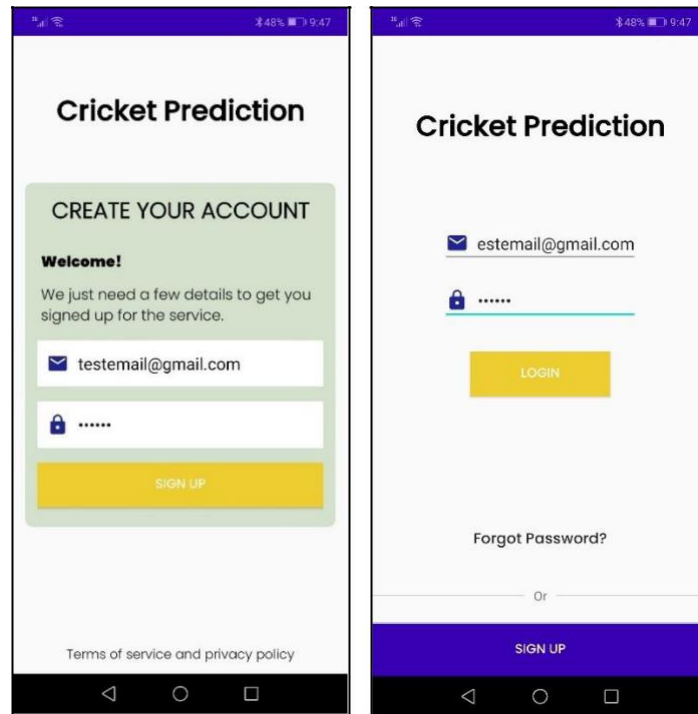 48% 9:47
Cricket Prediction
CREATE YOUR ACCOUNT
Welcome!
We just need a few details to get you
signed up for the service.
testemail@gmail.com
••••••
SIGN UP
Terms of service and privacy policy
48% 9:47
Cricket Prediction
estemail@gmail.com
••••••
LOGIN
Forgot Password?
Or
SIGN UP